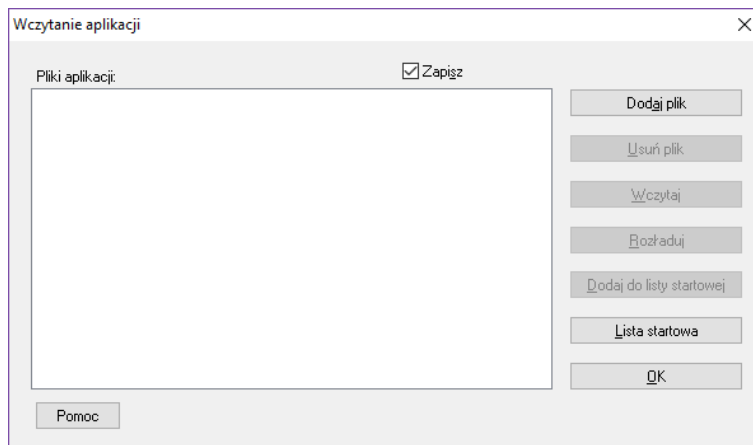 Wczytanie aplikacji
Pliki aplikacji:
Zapisz
Dodaj plik
Usuń plik
Wczytaj
Rozładuj
Dodaj do listy startowej
Lista startowa
OK
Pomoc